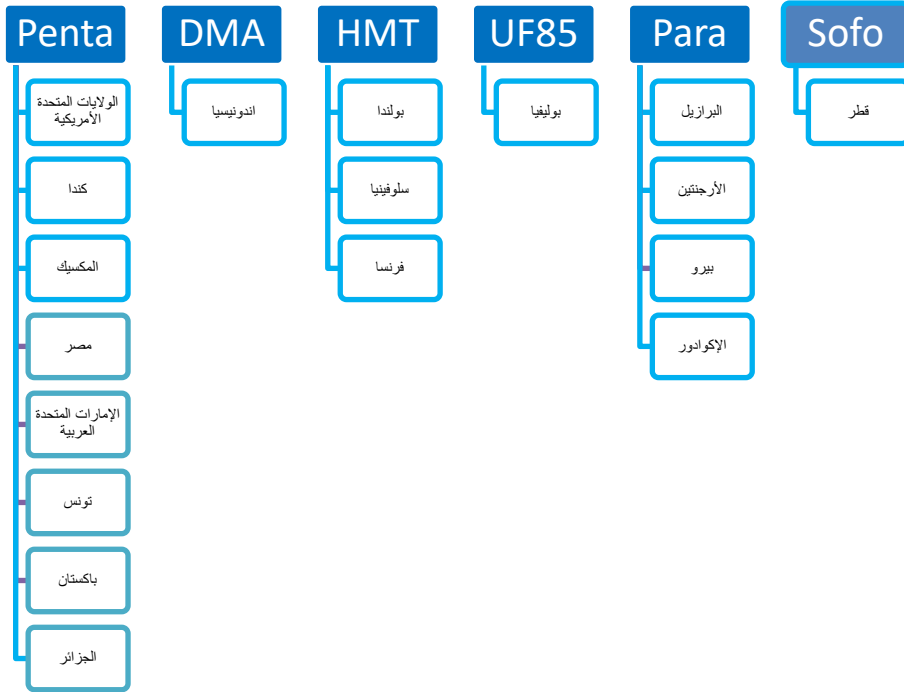 Penta
الولايات المتحدة
الأمريكية
كندا
المكسيك
مصر
الإمارات المتحدة
العربية
تونس
باكستان
الجزائر
DMA
اندونيسيا
HMT
بولندا
سلوفينيا
فرنسا
UF85
بوليفيا
Para
البرازيل
الأرجنتين
بيرو
الإكوادور
Sofo
قطر